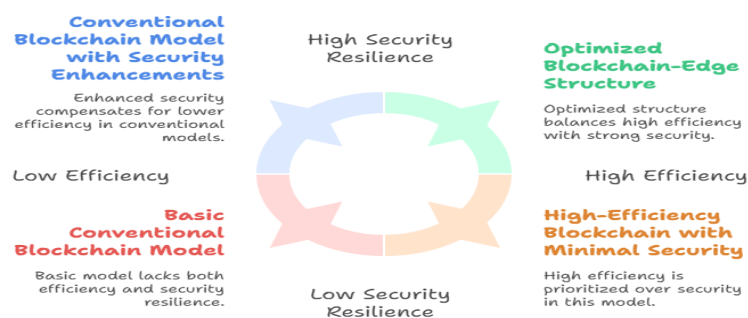 Conventional
Blockchain Model
with Security
Enhancements
Enhanced security
compensates for lower
efficiency in conventional
models.
High Security
Resilience
Optimized
Blockchain-Edge
Structure
Optimized structure
balances high efficiency
with strong security.
Low Efficiency
High Efficiency
Basic
Conventional
Blockchain Model
Basic model lacks both
efficiency and security
resilience.
Low Security
Resilience
High-Efficiency
Blockchain with
Minimal Security
High efficiency is
prioritized over security
in this model.